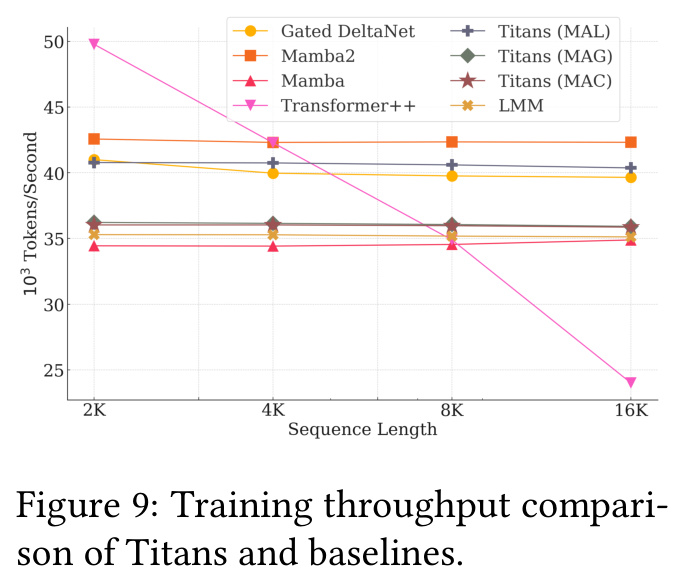 50
45
40
35
30
25
10³ Tokens/Second
Gated DeltaNet
Mamba2
Mamba
Transformer++
Titans (MAL)
Titans (MAG)
Titans (MAC)
LMM
2K 4K 8K 16K
Sequence Length
Figure 9: Training throughput compari-
son of Titans and baselines.